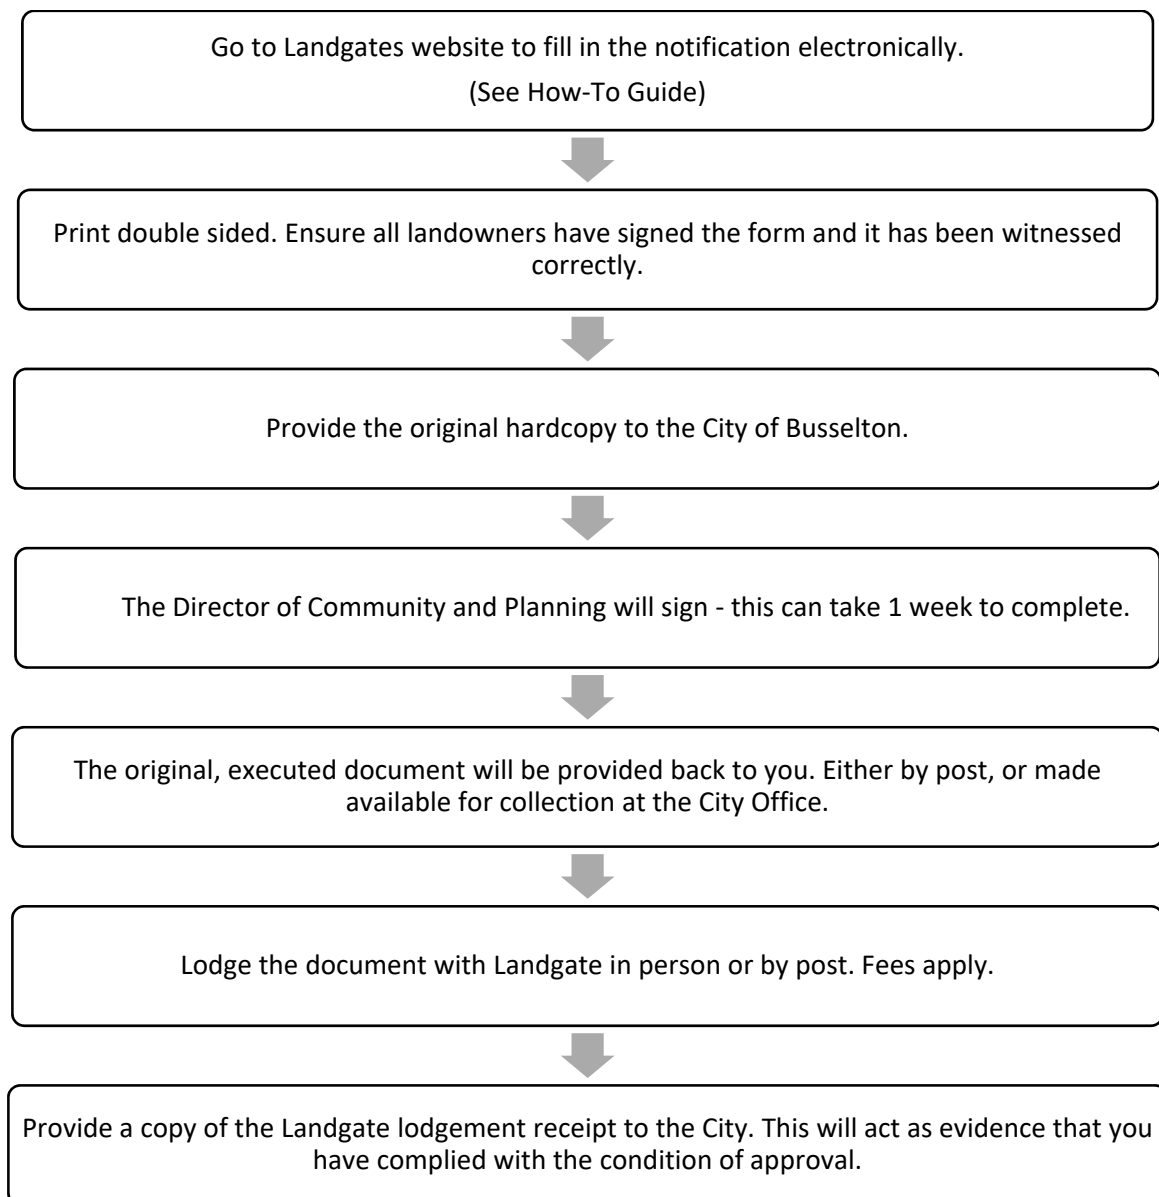 Go to Landgates website to fill in the notification electronically.
(See How-To Guide)
Print double sided. Ensure all landowners have signed the form and it has been witnessed
correctly.
Provide the original hardcopy to the City of Busselton.
The Director of Community and Planning will sign - this can take 1 week to complete.
The original, executed document will be provided back to you. Either by post, or made
available for collection at the City Office.
Lodge the document with Landgate in person or by post. Fees apply.
Provide a copy of the Landgate lodgement receipt to the City. This will act as evidence that you
have complied with the condition of approval.